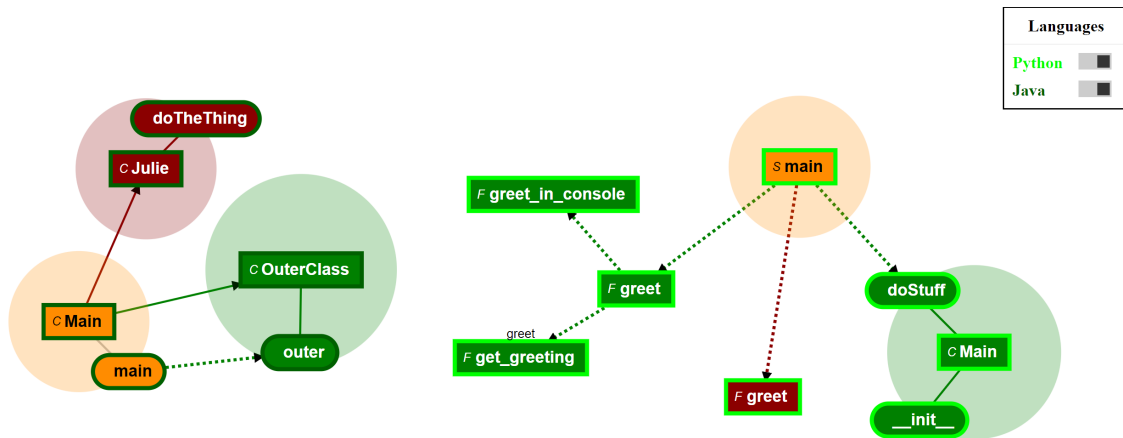 Languages
Python
Java
doTheThing
C Julie
S main
F greet_in_console
C OuterClass
F greet
doStuff
C Main
greet
outer
F get_greeting
C Main
main
F greet
__init__